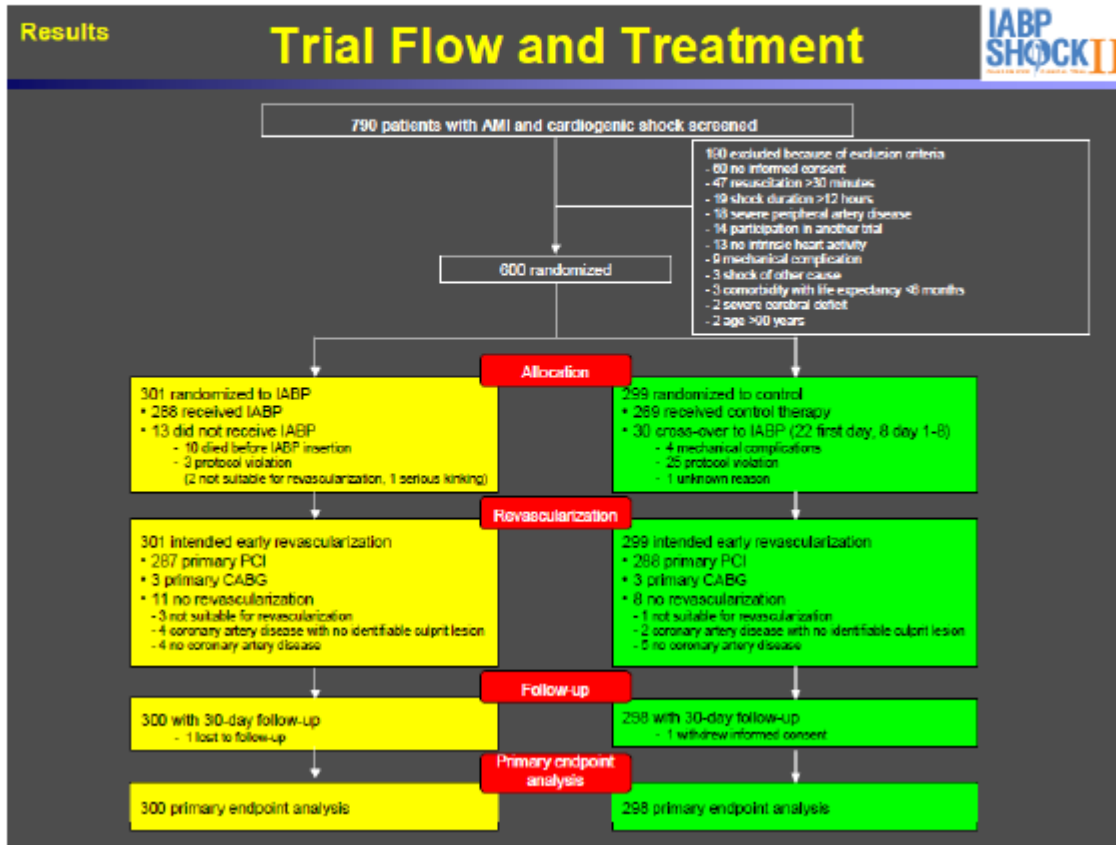 Results
Trial Flow and Treatment
IABP
SHOCK II
790 patients with AMI and cardiogenic shock screened
190 excluded because of exclusion criteria
- 60 no informed consent
- 47 resuscitation >30 minutes
- 19 shock duration >12 hours
- 18 severe peripheral artery disease
- 14 participation in another trial
- 13 no intrinsic heart activity
- 9 mechanical complication
- 3 shock of other cause
- 3 comorbidity with life expectancy <6 months
- 2 severe cerebral deficit
- 2 age >90 years
600 randomized
Allocation
301 randomized to IABP
• 288 received IABP
• 13 did not receive IABP
- 10 died before IABP insertion
- 3 protocol violation
(2 not suitable for revascularization, 1 serious kinking)
299 randomized to control
• 269 received control therapy
• 30 cross-over to IABP (22 first day, 8 day 1-8)
- 4 mechanical complications
- 25 protocol violation
- 1 unknown reason
Revascularization
301 intended early revascularization
• 287 primary PCI
• 3 primary CABG
• 11 no revascularization
- 3 not suitable for revascularization
- 4 coronary artery disease with no identifiable culprit lesion
- 4 no coronary artery disease
299 intended early revascularization
• 288 primary PCI
• 3 primary CABG
• 8 no revascularization
- 1 not suitable for revascularization
- 2 coronary artery disease with no identifiable culprit lesion
- 5 no coronary artery disease
Follow-up
300 with 30-day follow-up
- 1 lost to follow-up
298 with 30-day follow-up
- 1 withdrew informed consent
Primary endpoint
analysis
300 primary endpoint analysis
298 primary endpoint analysis